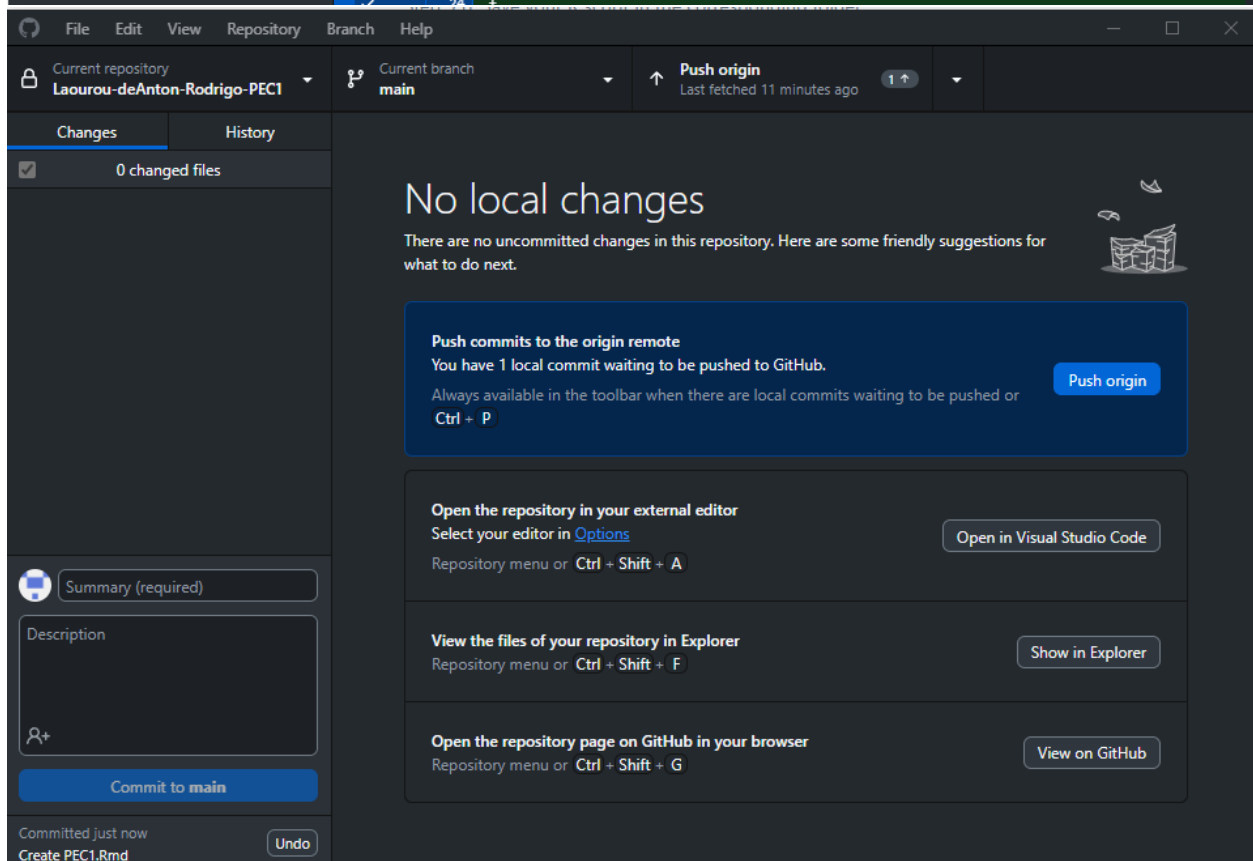 24 +
File Edit View Repository Branch Help
Current repository
Laourou-deAnton-Rodrigo-PEC1
Current branch
main
Push origin
Last fetched 11 minutes ago
1
Changes History
0 changed files
No local changes
There are no uncommitted changes in this repository. Here are some friendly suggestions for
what to do next.
Push commits to the origin remote
You have 1 local commit waiting to be pushed to GitHub.
Always available in the toolbar when there are local commits waiting to be pushed or
Ctrl + P
Push origin
Open the repository in your external editor
Select your editor in Options
Repository menu or Ctrl + Shift + A
Open in Visual Studio Code
View the files of your repository in Explorer
Repository menu or Ctrl + Shift + F
Show in Explorer
Open the repository page on GitHub in your browser
Repository menu or Ctrl + Shift + G
View on GitHub
Summary (required)
Description
Commit to main
Committed just now
Create PEC1.Rmd
Undo